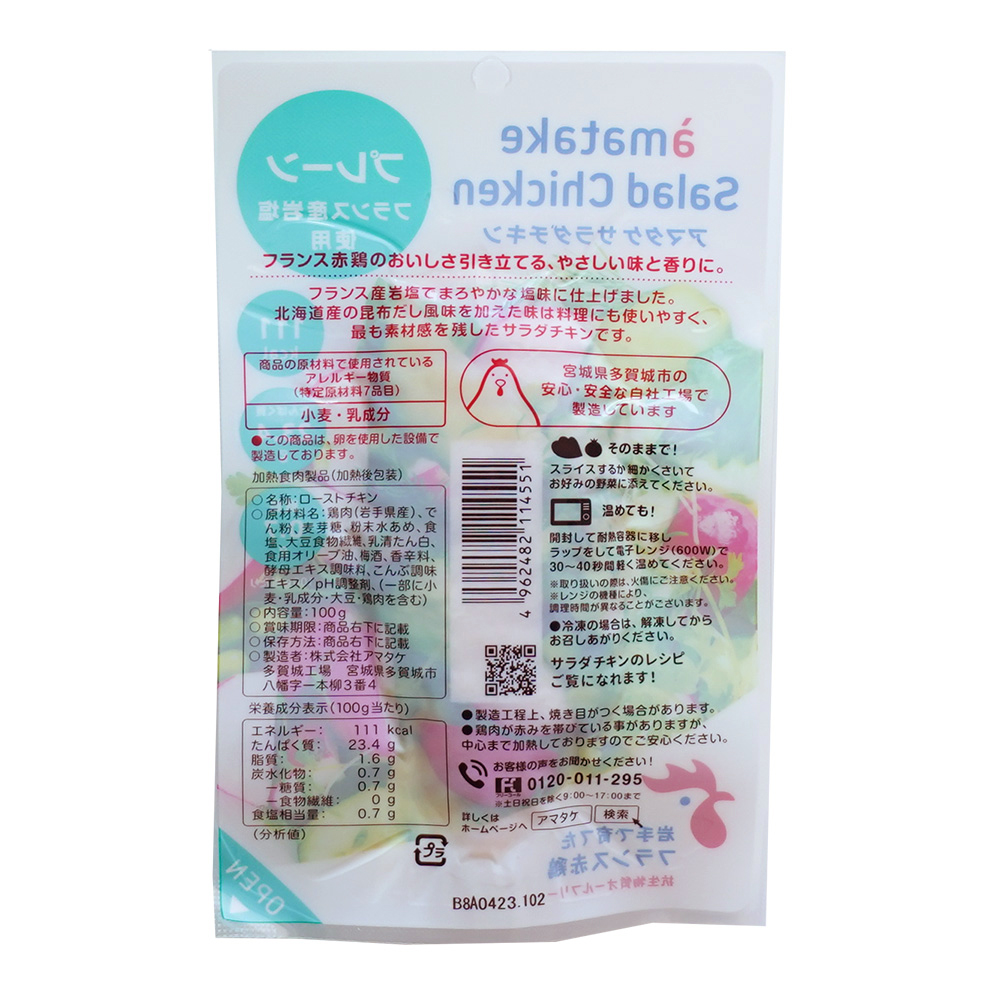 amatake
Salad Chicken
アマタケ サラダチキン
プレーン
フランス産岩塩
使用
フランス赤鶏のおいしさ引き立てる、やさしい味と香りに。
フランス産岩塩でまろやかな塩味に仕上げました。
北海道産の昆布だし風味を加えた味は料理にも使いやすく、
最も素材感を残したサラダチキンです。
111
kcal
商品の原材料で使用されている
アレルギー物質
(特定原材料7品目)
小麦・乳成分
宮城県多賀城市の
安心・安全な自社工場で
製造しています
●この商品は、卵を使用した設備で
製造しております。
加熱食肉製品(加熱後包装)
○名称:ローストチキン
○原材料名:鶏肉(岩手県産)、で
ん粉、麦芽糖、粉末水あめ、食
塩、大豆食物繊維、乳清たん白、
食用オリーブ油、梅酒、香辛料、
酵母エキス調味料、こんぶ調味
エキス/pH調整剤、(一部に小
麦・乳成分・大豆・鶏肉を含む)
○内容量:100g
○賞味期限:商品右下に記載
○保存方法:商品右下に記載
○製造者:株式会社アマタケ
多賀城工場 宮城県多賀城市
八幡字一本柳3番4
栄養成分表示(100g当たり)
エネルギー: 111 kcal
たんぱく質: 23.4 g
脂質: 1.6 g
炭水化物: 0.7 g
ー糖質: 0.7 g
ー食物繊維: 0 g
食塩相当量: 0.7 g
(分析値)
4 962482 114551
そのままで!
スライスするか細かくさいて
お好みの野菜に添えてください。
温めても!
開封して耐熱容器に移し
ラップをして電子レンジ(600W)で
30〜40秒間軽く温めてください。
※取り扱いの際は、火傷にご注意ください。
※レンジの機種により、
調理時間が異なることがございます。
●冷凍の場合は、解凍してから
お召しあがりください。
サラダチキンのレシピ
ご覧になれます!
●製造工程上、焼き目がつく場合があります。
●鶏肉が赤みを帯びている事がありますが、
中心まで加熱しておりますのでご安心ください。
お客様の声をお聞かせください!
フリーコール
0120-011-295
※土日祝日を除く9:00〜17:00まで
詳しくは
ホームページへ
アマタケ
検索
岩手で育てた
フランス赤鶏
抗生物質オールフリー
プラ
OPEN
B8A0423.102